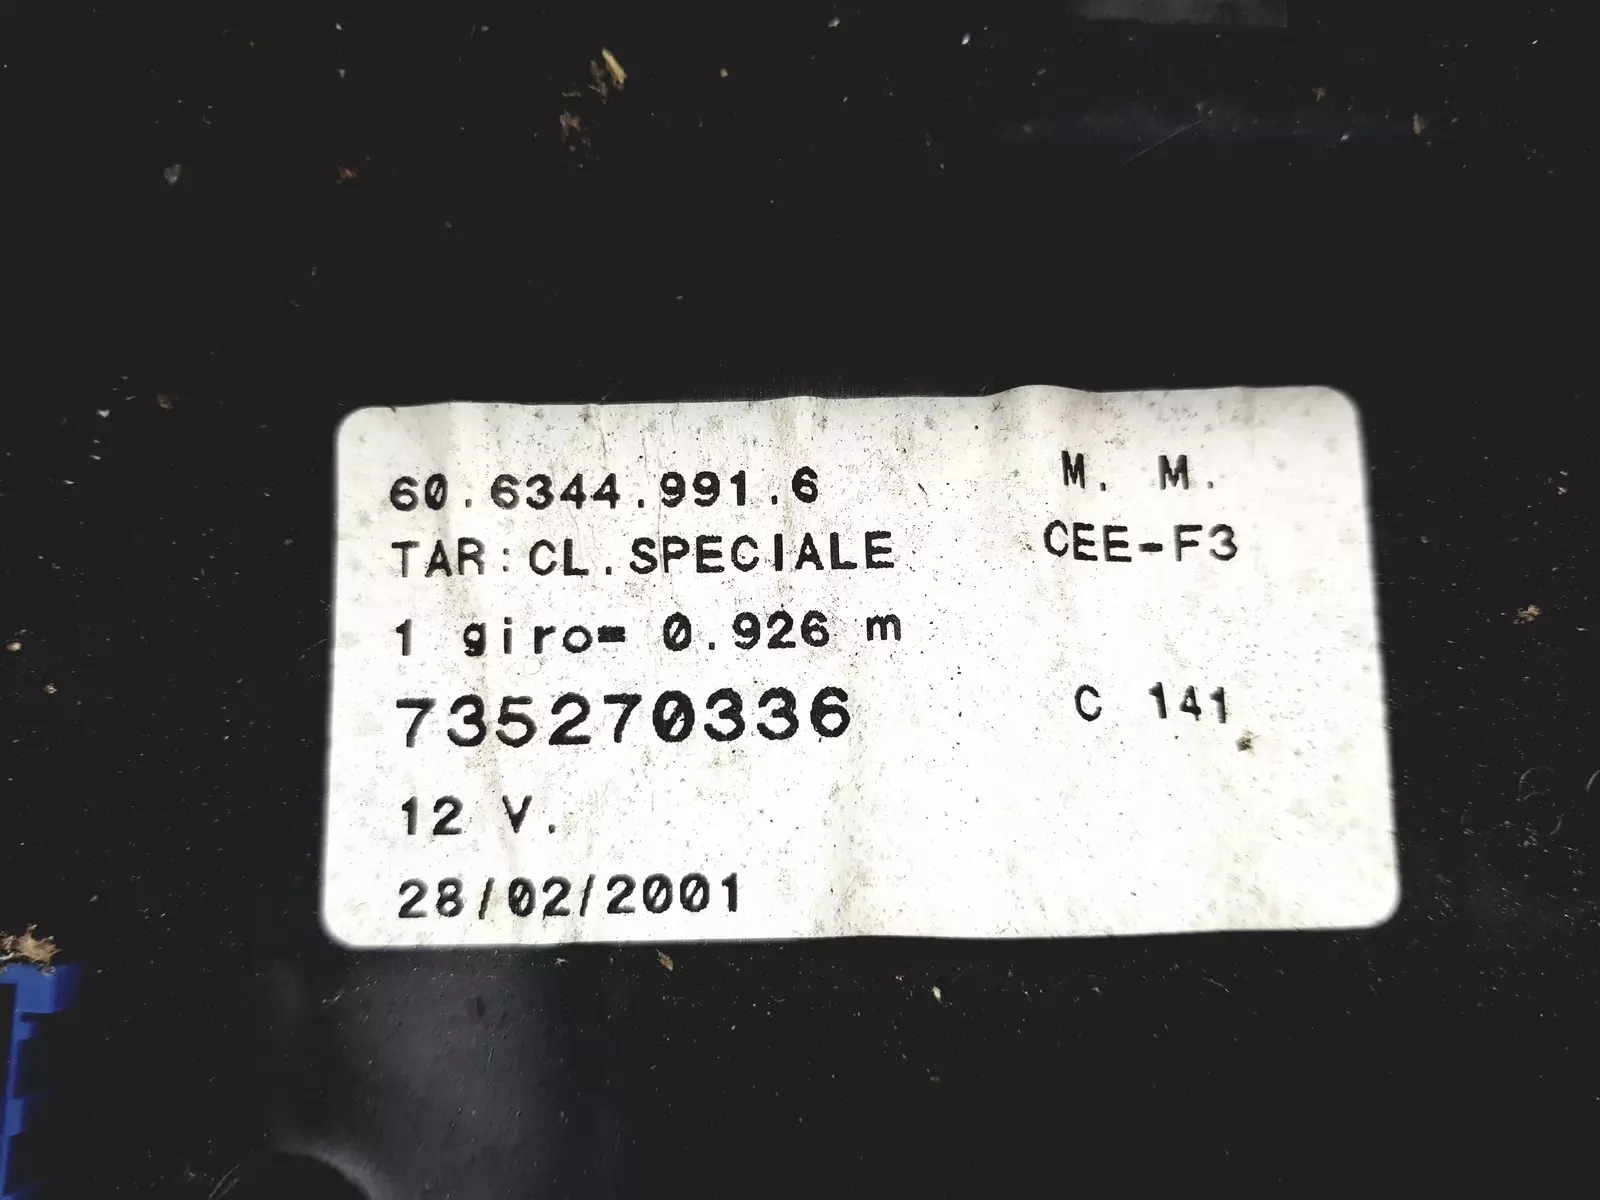 60.6344.991.6 M. M.
TAR:CL.SPECIALE CEE-F3
1 giro= 0.926 m
735270336 C 141
12 V.
28/02/2001